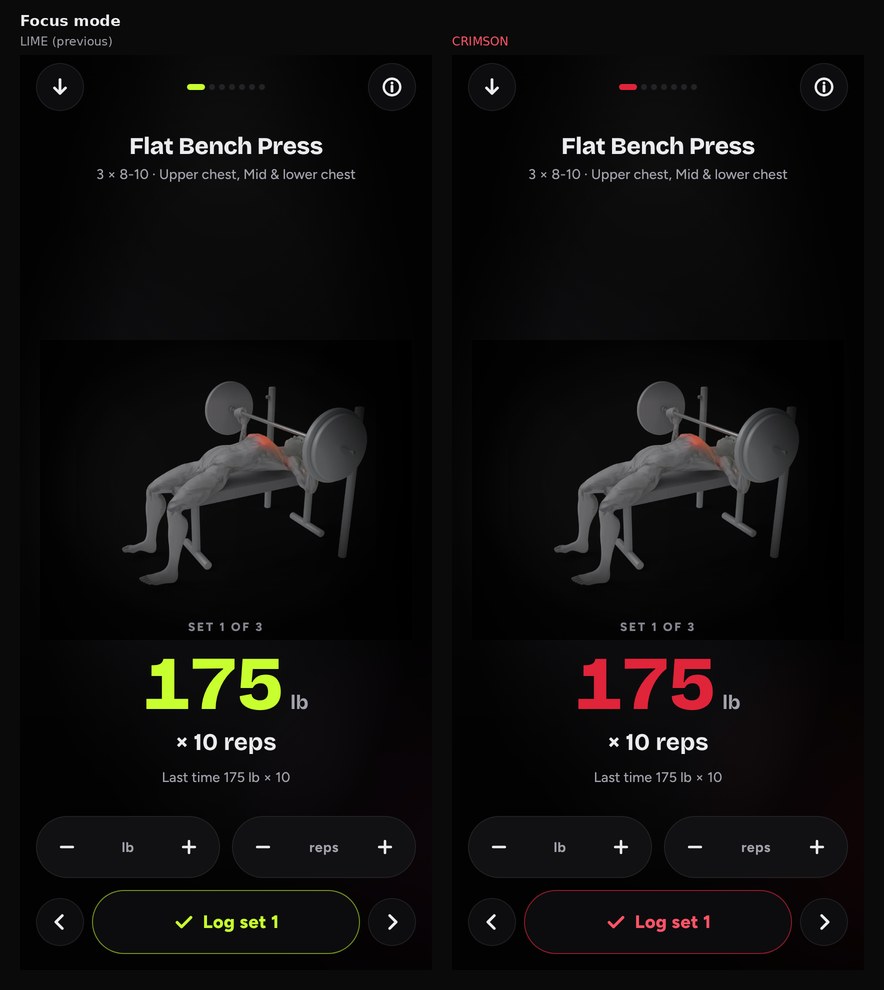 Focus mode
LIME (previous)
Flat Bench Press
3 × 8-10 · Upper chest, Mid & lower chest
SET 1 OF 3
175 lb
× 10 reps
Last time 175 lb × 10
− lb +
− reps +
Log set 1
CRIMSON
Flat Bench Press
3 × 8-10 · Upper chest, Mid & lower chest
SET 1 OF 3
175 lb
× 10 reps
Last time 175 lb × 10
− lb +
− reps +
Log set 1